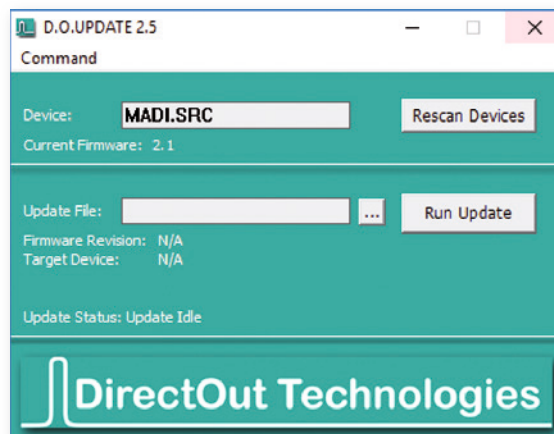 D.O.UPDATE 2.5
Command
Device: MADI.SRC Rescan Devices
Current Firmware: 2.1
Update File: ... Run Update
Firmware Revision: N/A
Target Device: N/A
Update Status: Update Idle
DirectOut Technologies